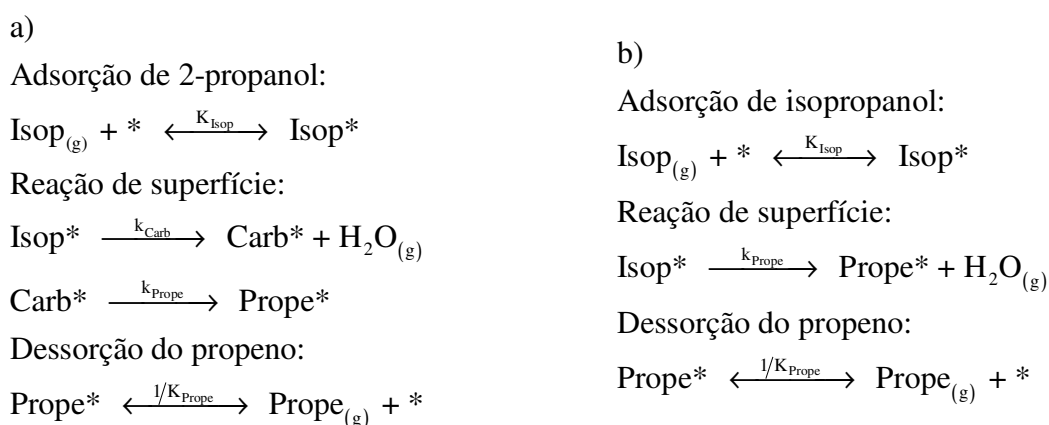 a)
Adsorção de 2-propanol:
Isop(g) + * ⟷ K_Isop Isop*
Reação de superfície:
Isop* ⟶ k_Carb Carb* + H₂O(g)
Carb* ⟶ k_Prope Prope*
Dessorção do propeno:
Prope* ⟷ 1/K_Prope Prope(g) + *
b)
Adsorção de isopropanol:
Isop(g) + * ⟷ K_Isop Isop*
Reação de superfície:
Isop* ⟶ k_Prope Prope* + H₂O(g)
Dessorção do propeno:
Prope* ⟷ 1/K_Prope Prope(g) + *